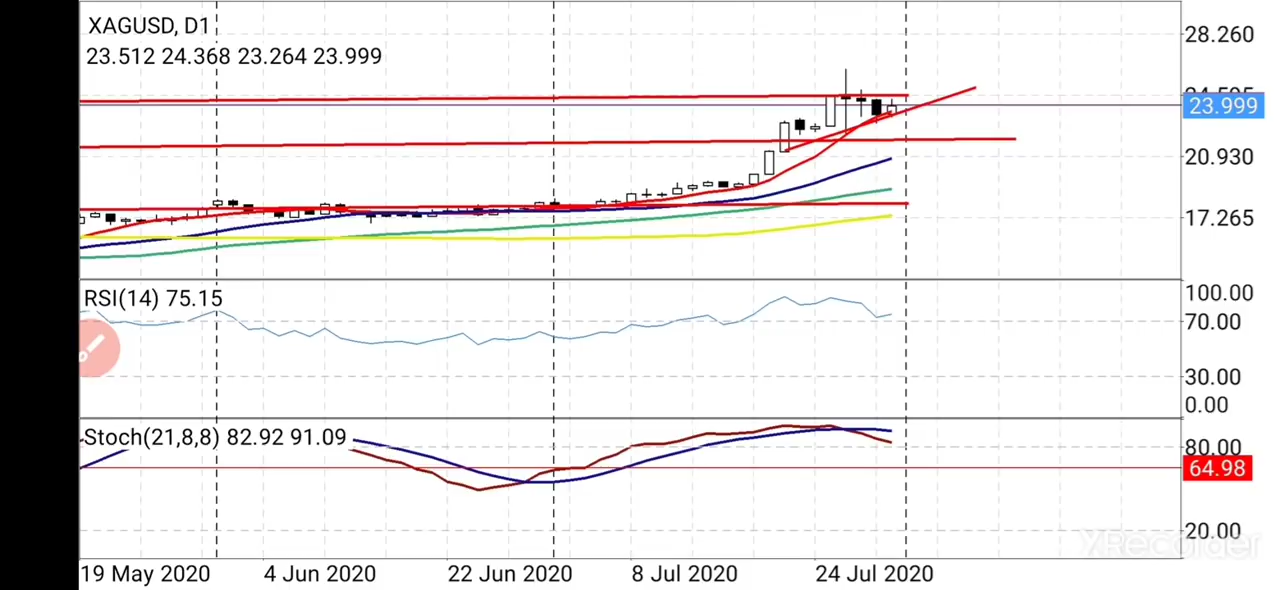 XAGUSD, D1
23.512 24.368 23.264 23.999
28.260
23.999
20.930
17.265
RSI(14) 75.15
100.00
70.00
30.00
0.00
Stoch(21,8,8) 82.92 91.09
80.00
64.98
20.00
XRecorder
19 May 2020 4 Jun 2020 22 Jun 2020 8 Jul 2020 24 Jul 2020